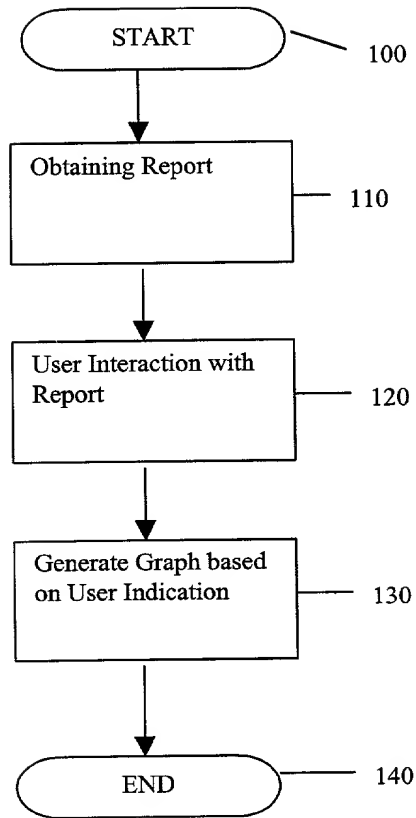 START
100
Obtaining Report
110
User Interaction with
Report
120
Generate Graph based
on User Indication
130
END
140